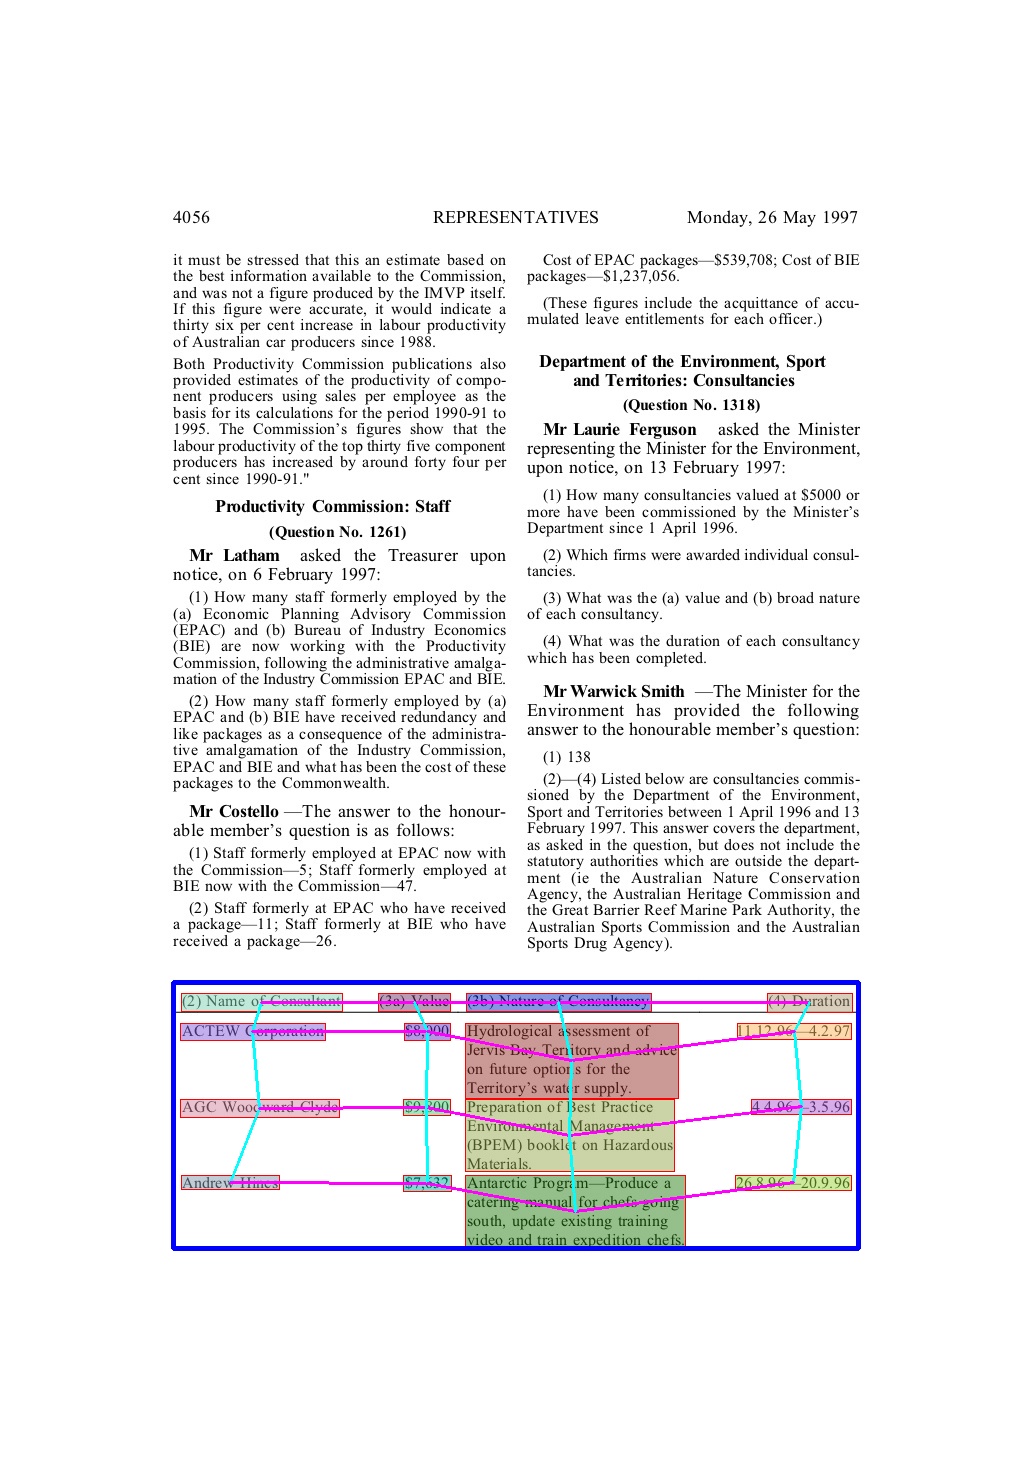 4056 REPRESENTATIVES Monday, 26 May 1997
it must be stressed that this an estimate based on
the best information available to the Commission,
and was not a figure produced by the IMVP itself.
If this figure were accurate, it would indicate a
thirty six per cent increase in labour productivity
of Australian car producers since 1988.
Both Productivity Commission publications also
provided estimates of the productivity of compo-
nent producers using sales per employee as the
basis for its calculations for the period 1990-91 to
1995. The Commission's figures show that the
labour productivity of the top thirty five component
producers has increased by around forty four per
cent since 1990-91."
Productivity Commission: Staff
(Question No. 1261)
Mr Latham asked the Treasurer upon
notice, on 6 February 1997:
(1) How many staff formerly employed by the
(a) Economic Planning Advisory Commission
(EPAC) and (b) Bureau of Industry Economics
(BIE) are now working with the Productivity
Commission, following the administrative amalga-
mation of the Industry Commission EPAC and BIE.
(2) How many staff formerly employed by (a)
EPAC and (b) BIE have received redundancy and
like packages as a consequence of the administra-
tive amalgamation of the Industry Commission,
EPAC and BIE and what has been the cost of these
packages to the Commonwealth.
Mr Costello—The answer to the honour-
able member's question is as follows:
(1) Staff formerly employed at EPAC now with
the Commission—5; Staff formerly employed at
BIE now with the Commission—47.
(2) Staff formerly at EPAC who have received
a package—11; Staff formerly at BIE who have
received a package—26.
Cost of EPAC packages—$539,708; Cost of BIE
packages—$1,237,056.
(These figures include the acquittance of accu-
mulated leave entitlements for each officer.)
Department of the Environment, Sport
and Territories: Consultancies
(Question No. 1318)
Mr Laurie Ferguson asked the Minister
representing the Minister for the Environment,
upon notice, on 13 February 1997:
(1) How many consultancies valued at $5000 or
more have been commissioned by the Minister's
Department since 1 April 1996.
(2) Which firms were awarded individual consul-
tancies.
(3) What was the (a) value and (b) broad nature
of each consultancy.
(4) What was the duration of each consultancy
which has been completed.
Mr Warwick Smith—The Minister for the
Environment has provided the following
answer to the honourable member's question:
(1) 138
(2)—(4) Listed below are consultancies commis-
sioned by the Department of the Environment,
Sport and Territories between 1 April 1996 and 13
February 1997. This answer covers the department,
as asked in the question, but does not include the
statutory authorities which are outside the depart-
ment (ie the Australian Nature Conservation
Agency, the Australian Heritage Commission and
the Great Barrier Reef Marine Park Authority, the
Australian Sports Commission and the Australian
Sports Drug Agency).
(2) Name of Consultant (3a) Value (3b) Nature of Consultancy (4) Duration
ACTEW Corporation $8,000 Hydrological assessment of 11.12.96—4.2.97
Jervis Bay Territory and advice
on future options for the
Territory's water supply.
AGC Woodward-Clyde $9,300 Preparation of Best Practice 4.4.96—3.5.96
Environmental Management
(BPEM) booklet on Hazardous
Materials.
Andrew Hines $7,632 Antarctic Program—Produce a 26.8.96—20.9.96
catering manual for chefs going
south, update existing training
video and train expedition chefs.